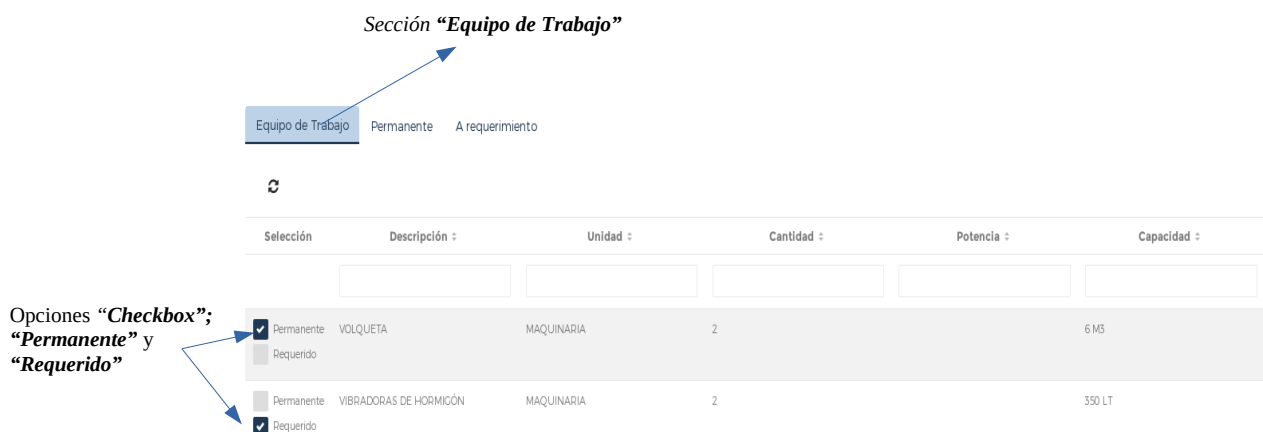 Sección “Equipo de Trabajo”
Equipo de Trabajo Permanente A requerimiento
Selección Descripción Unidad Cantidad Potencia Capacidad
Opciones “Checkbox”;
“Permanente” y
“Requerido”
Permanente VOLQUETA MAQUINARIA 2 6 M3
Requerido
Permanente VIBRADORAS DE HORMIGÓN MAQUINARIA 2 350 LT
Requerido